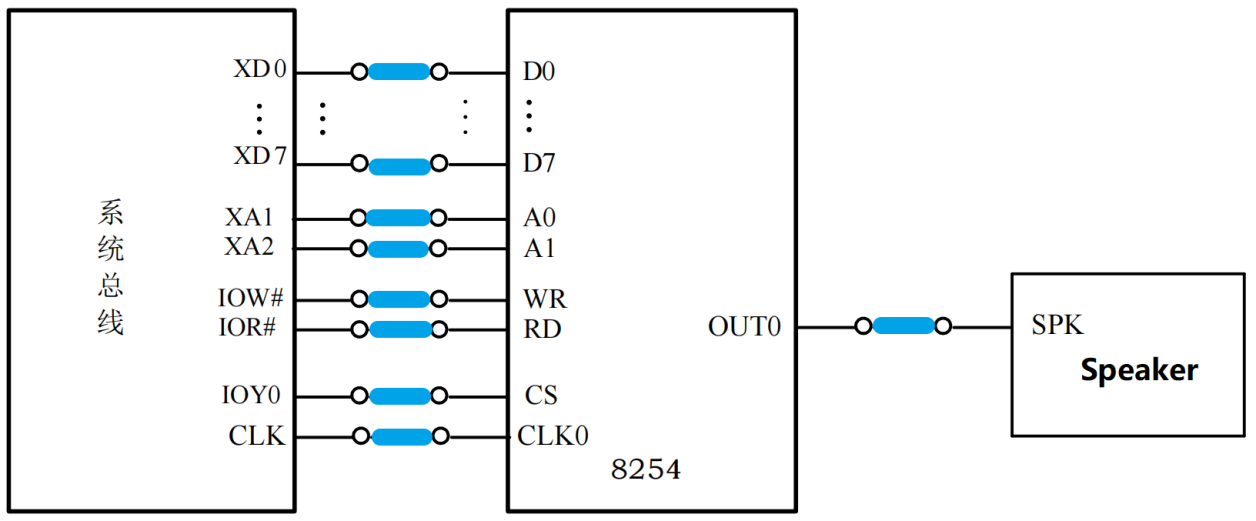 XD0
XD7
XA1
XA2
IOW#
IOR#
IOY0
CLK
系统总线
D0
D7
A0
A1
WR
RD
CS
CLK0
OUT0
8254
SPK
Speaker